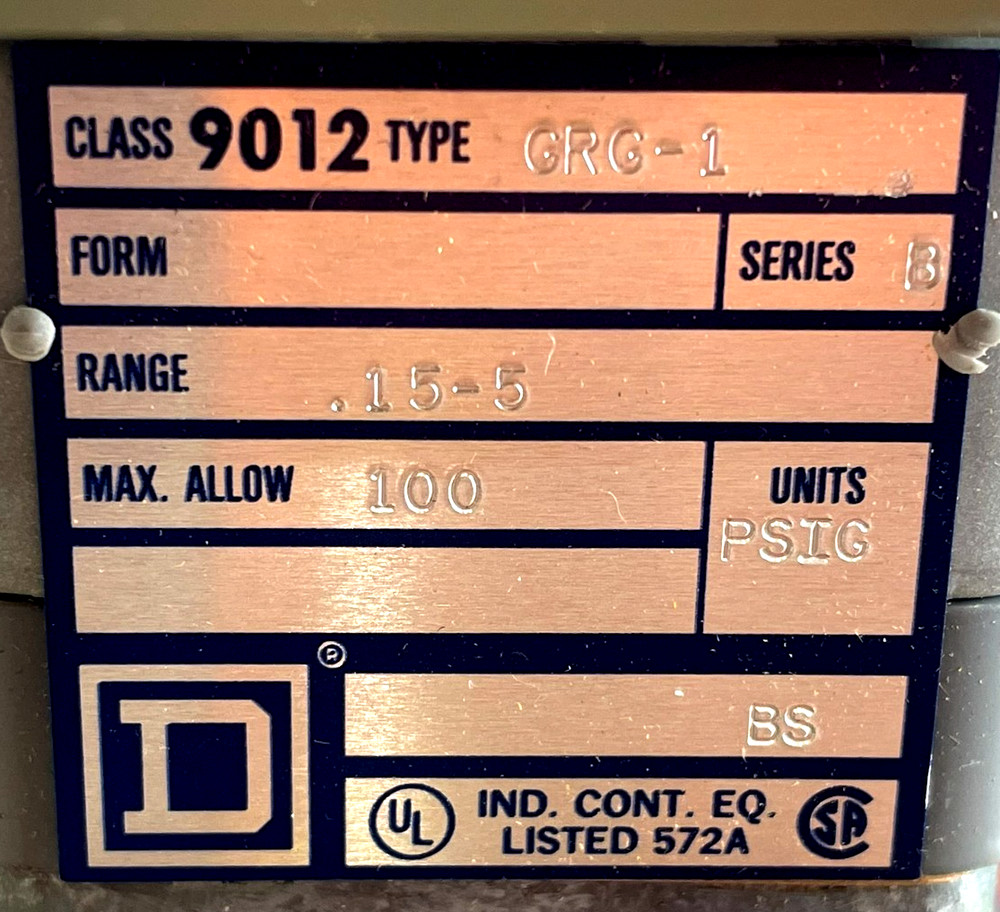 CLASS 9012 TYPE GRG-1
FORM
SERIES B
RANGE .15-5
MAX. ALLOW 100
UNITS
PSIG
®
D
BS
UL IND. CONT. EQ. SA
LISTED 572A